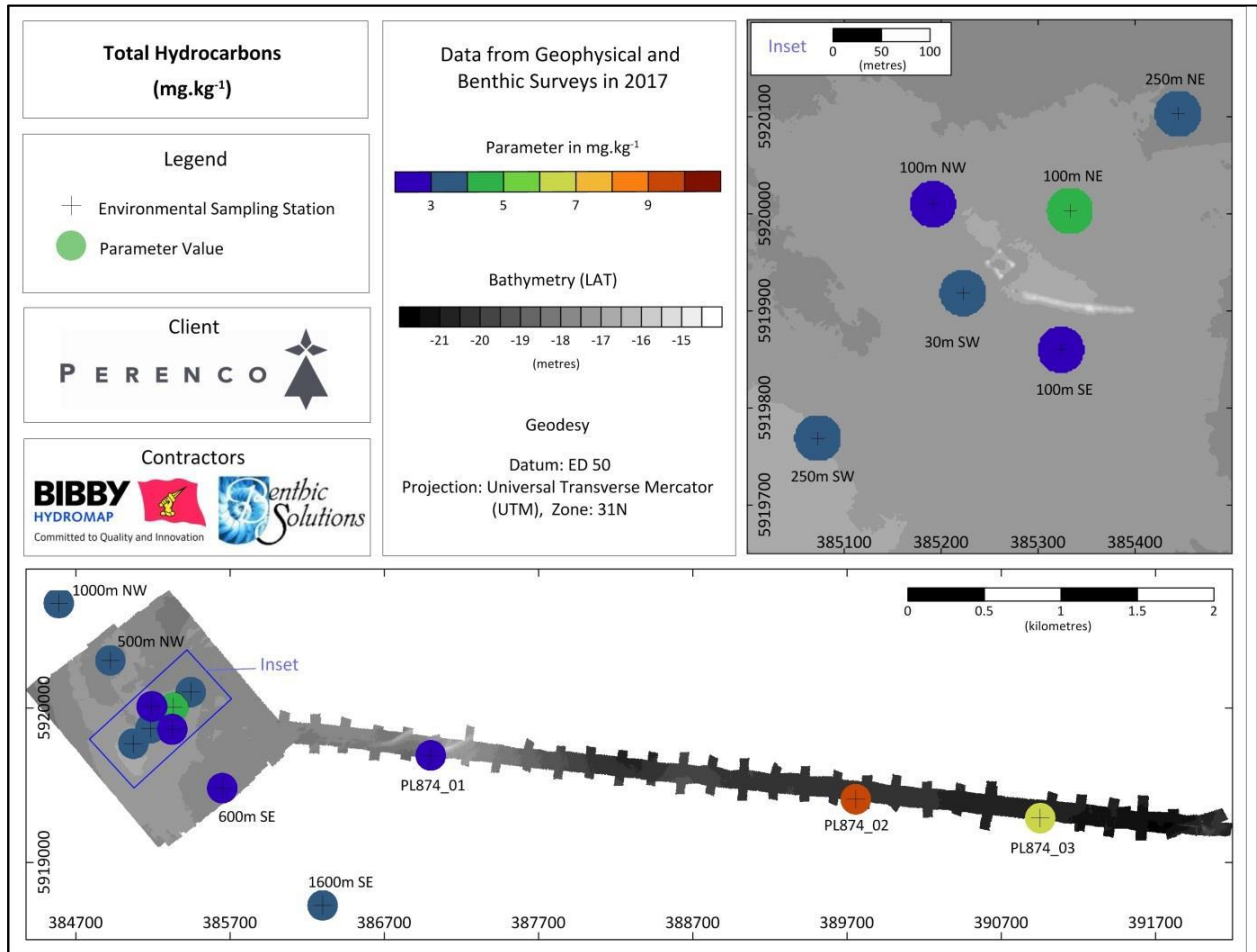 Total Hydrocarbons
(mg.kg⁻¹)
Legend
Environmental Sampling Station
Parameter Value
Client
PERENCO
Contractors
BIBBY
HYDROMAP
Committed to Quality and Innovation
Benthic
Solutions
Data from Geophysical and
Benthic Surveys in 2017
Parameter in mg.kg⁻¹
3 5 7 9
Bathymetry (LAT)
-21 -20 -19 -18 -17 -16 -15
(metres)
Geodesy
Datum: ED 50
Projection: Universal Transverse Mercator
(UTM), Zone: 31N
Inset
0 50 100
(metres)
250m NE
5920100
100m NW
100m NE
5920000
5919900
30m SW
100m SE
5919800
250m SW
5919700
385100 385200 385300 385400
1000m NW
0 0.5 1 1.5 2
(kilometres)
500m NW
Inset
5920000
PL874_01
600m SE
PL874_02
PL874_03
5919000
1600m SE
384700 385700 386700 387700 388700 389700 390700 391700